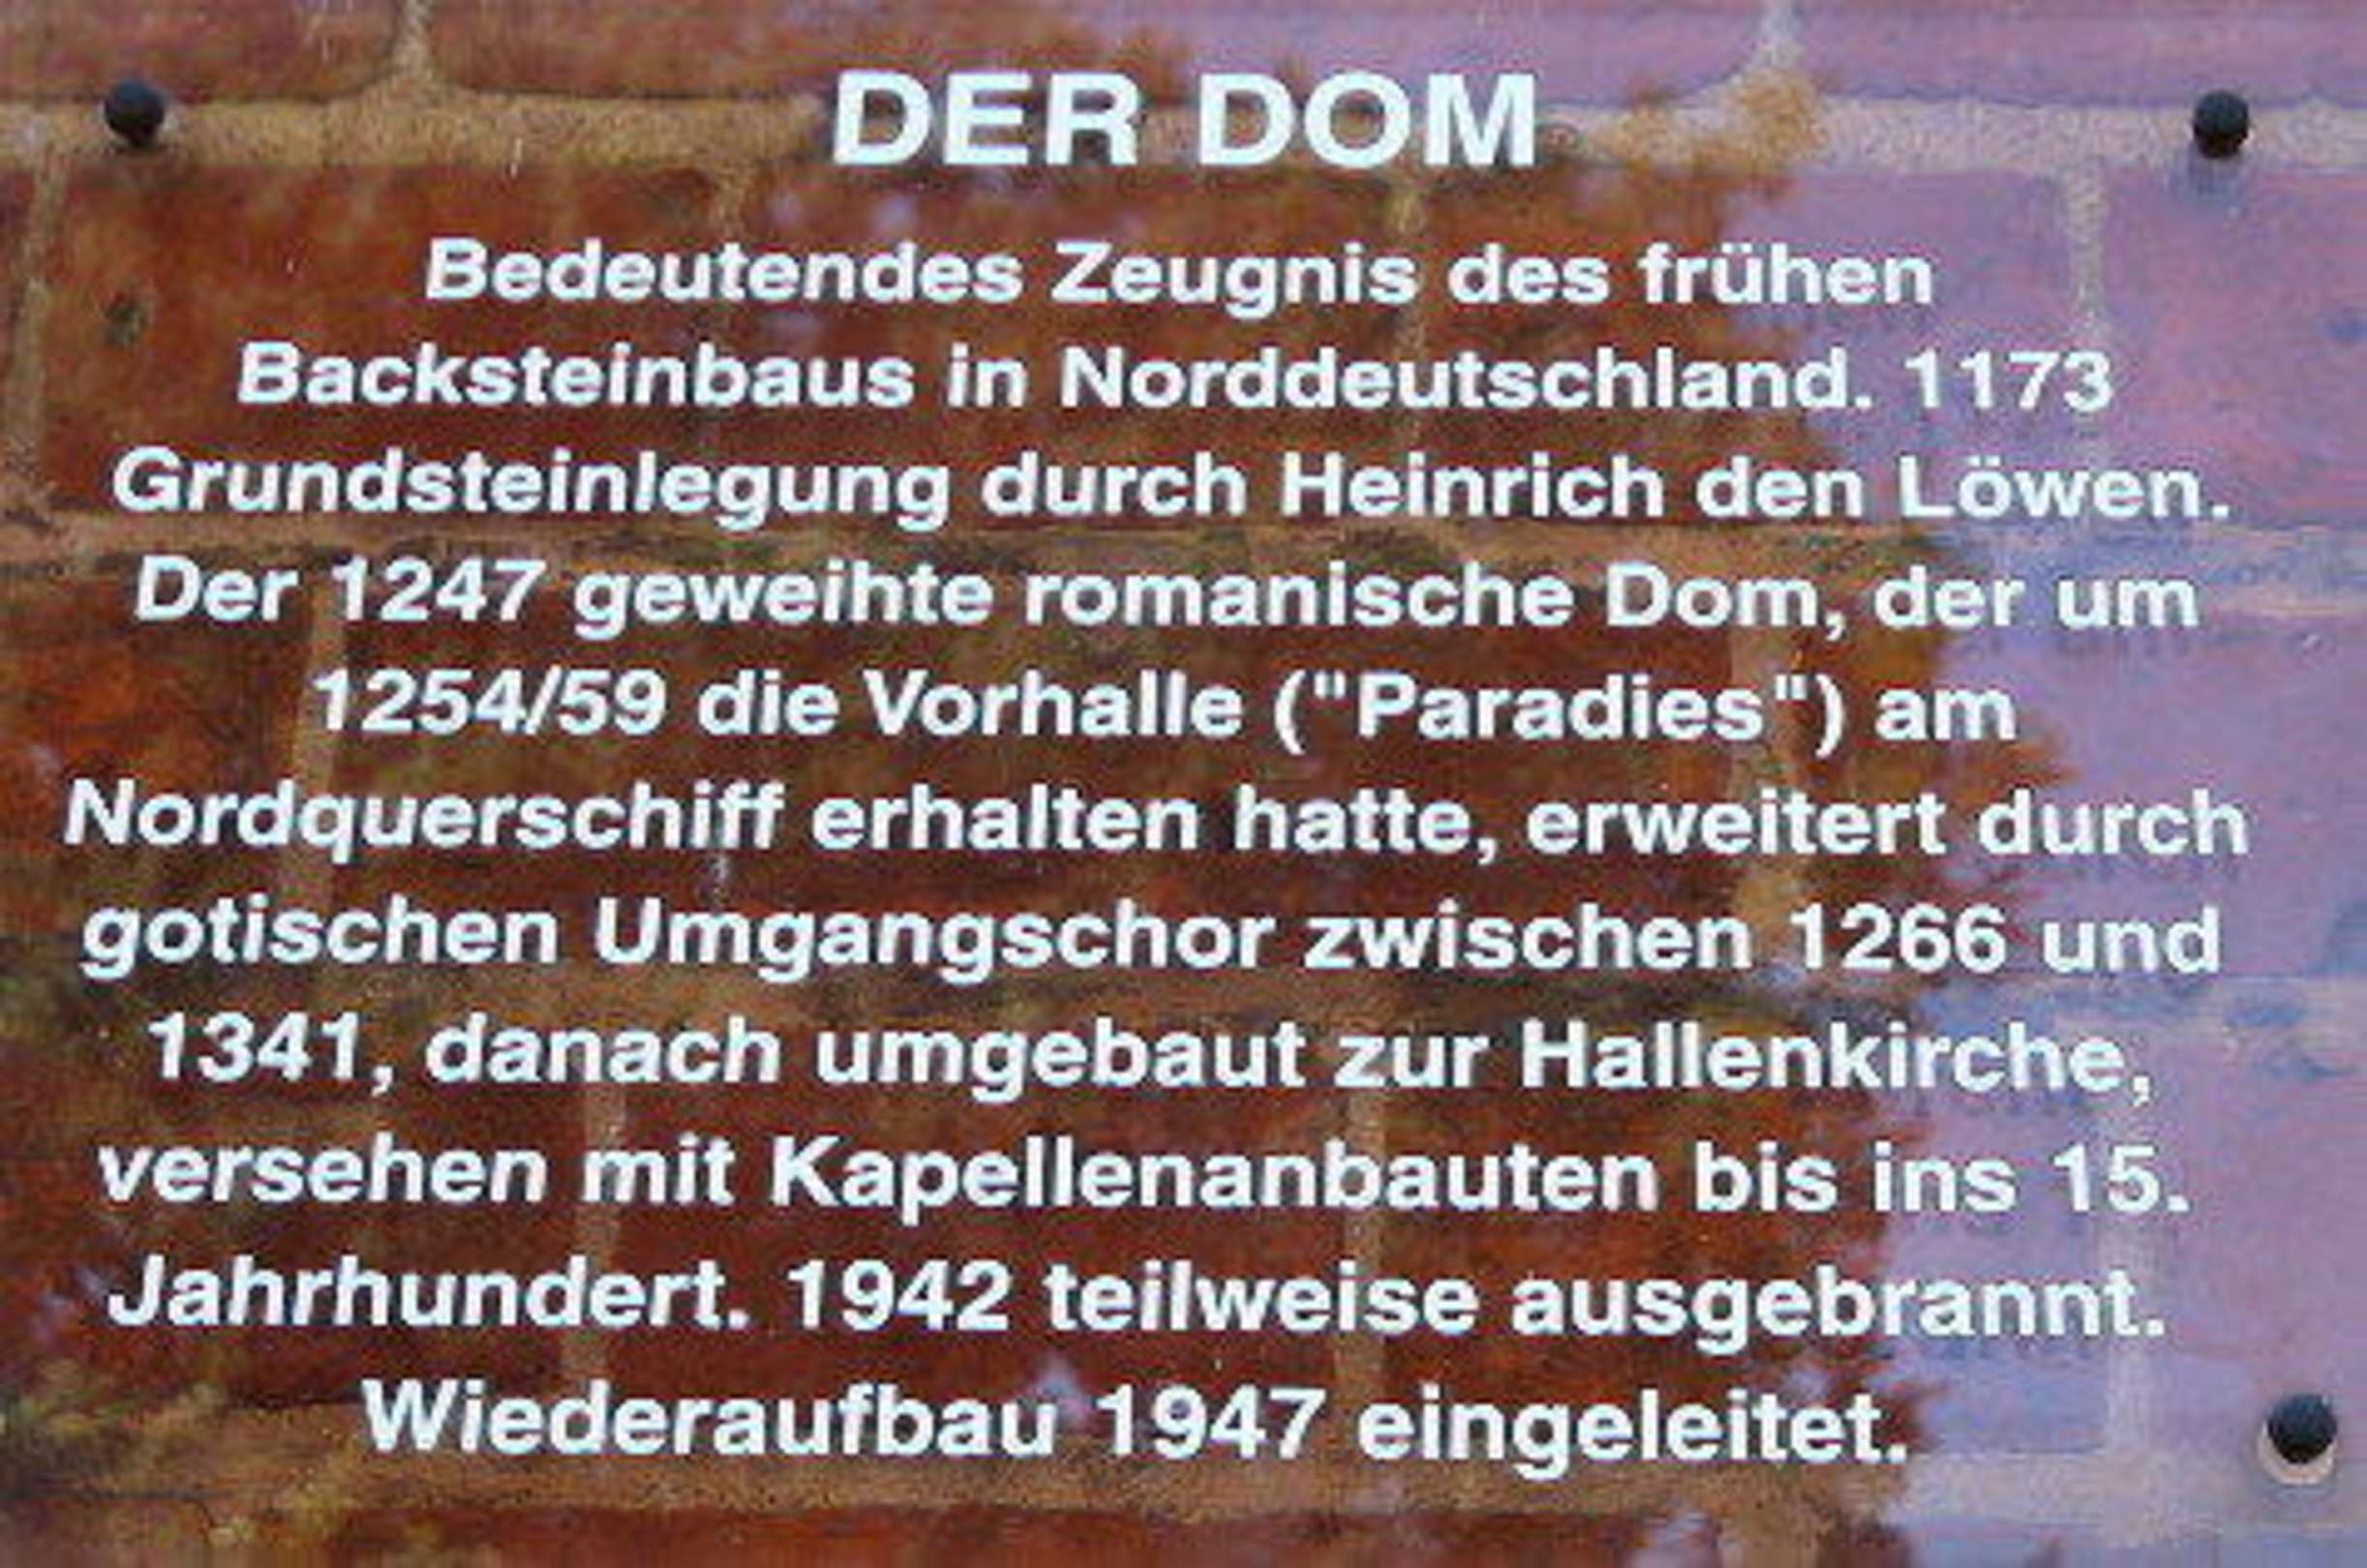 DER DOM
Bedeutendes Zeugnis des frühen
Backsteinbaus in Norddeutschland. 1173
Grundsteinlegung durch Heinrich den Löwen.
Der 1247 geweihte romanische Dom, der um
1254/59 die Vorhalle ("Paradies") am
Nordquerschiff erhalten hatte, erweitert durch
gotischen Umgangschor zwischen 1266 und
1341, danach umgebaut zur Hallenkirche,
versehen mit Kapellenanbauten bis ins 15.
Jahrhundert. 1942 teilweise ausgebrannt.
Wiederaufbau 1947 eingeleitet.